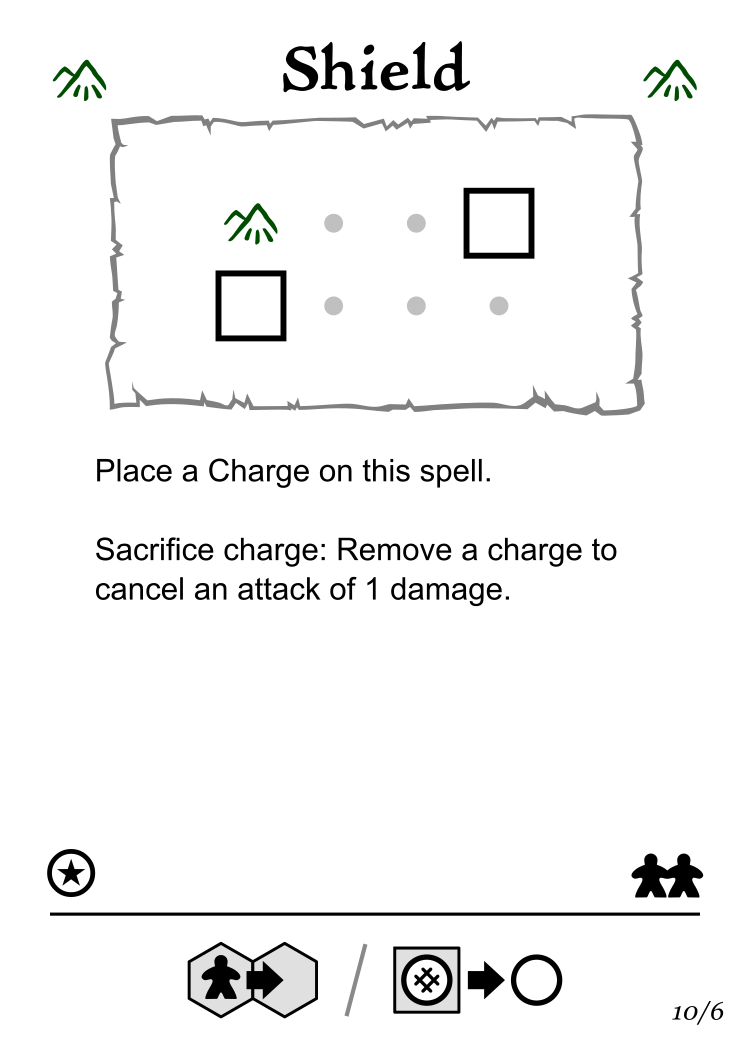 Shield
Place a Charge on this spell.
Sacrifice charge: Remove a charge to
cancel an attack of 1 damage.
10/6